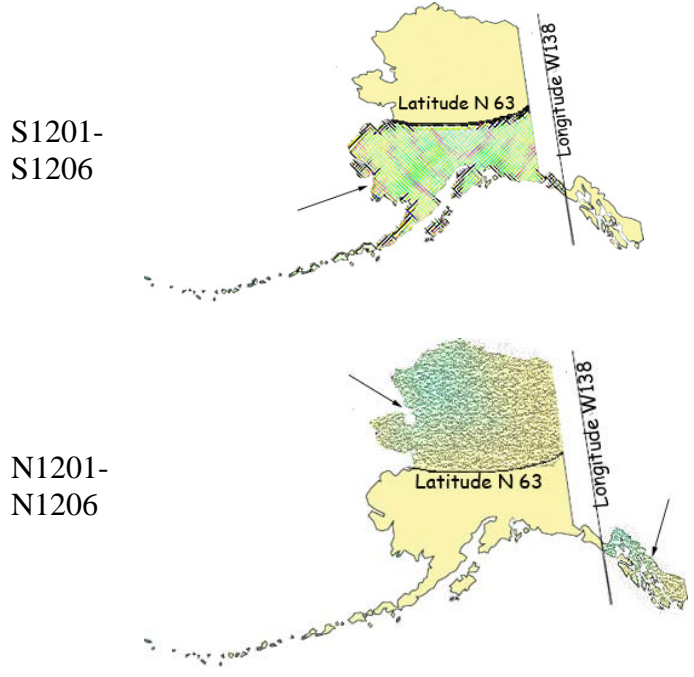 S1201-
S1206
Latitude N 63
Longitude W138
N1201-
N1206
Latitude N 63
Longitude W138